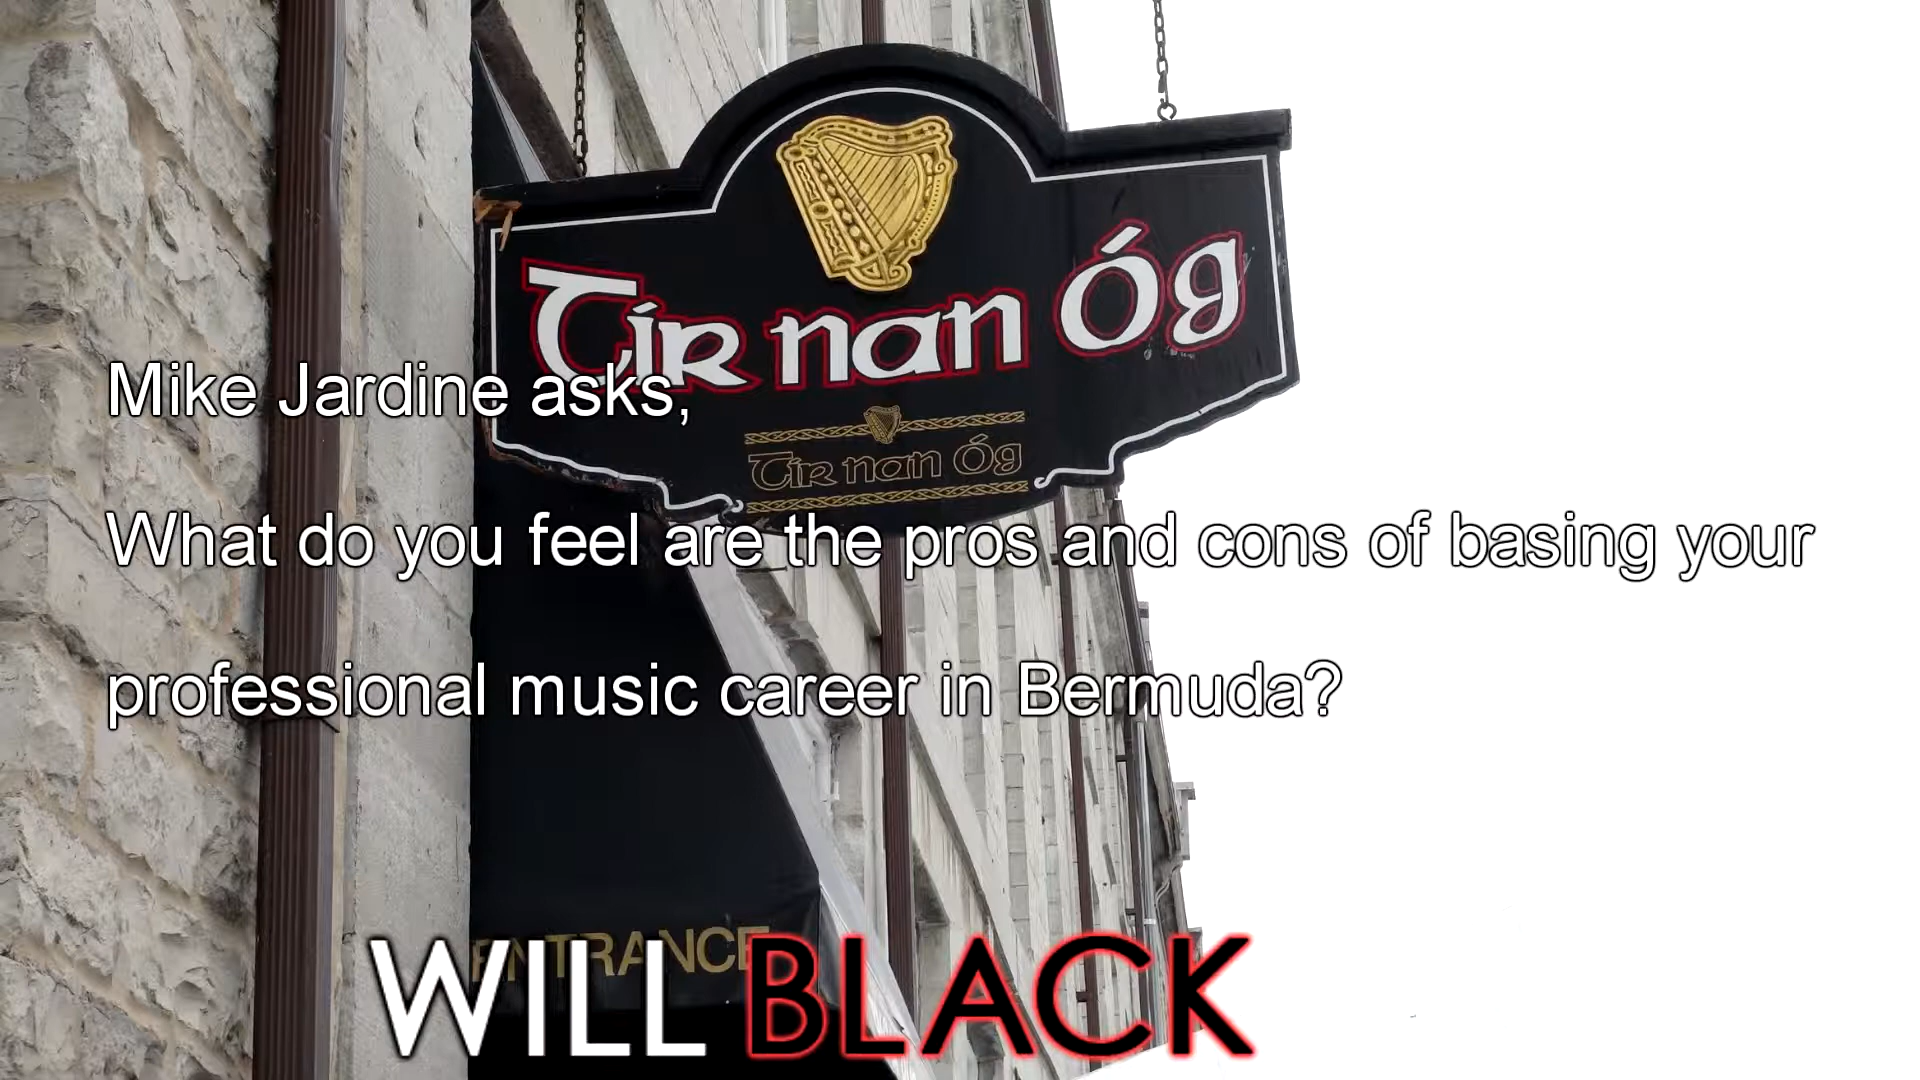 Tír nan Óg
Tír nan Óg
Mike Jardine asks,
What do you feel are the pros and cons of basing your
professional music career in Bermuda?
ENTRANCE
WILL BLACK